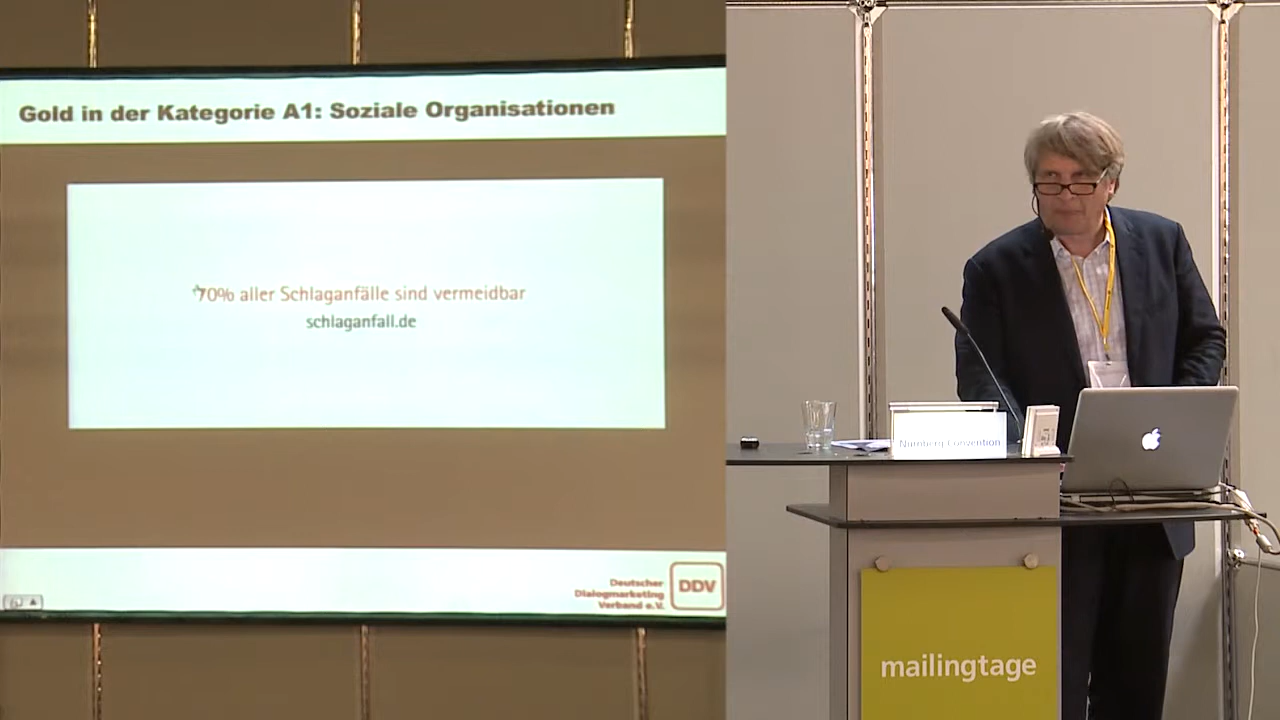 Gold in der Kategorie A1: Soziale Organisationen
70% aller Schlaganfälle sind vermeidbar
schlaganfall.de
Deutscher
Dialogmarketing
Verband e.V.
DDV
Nürnberg Convention
mailingtage